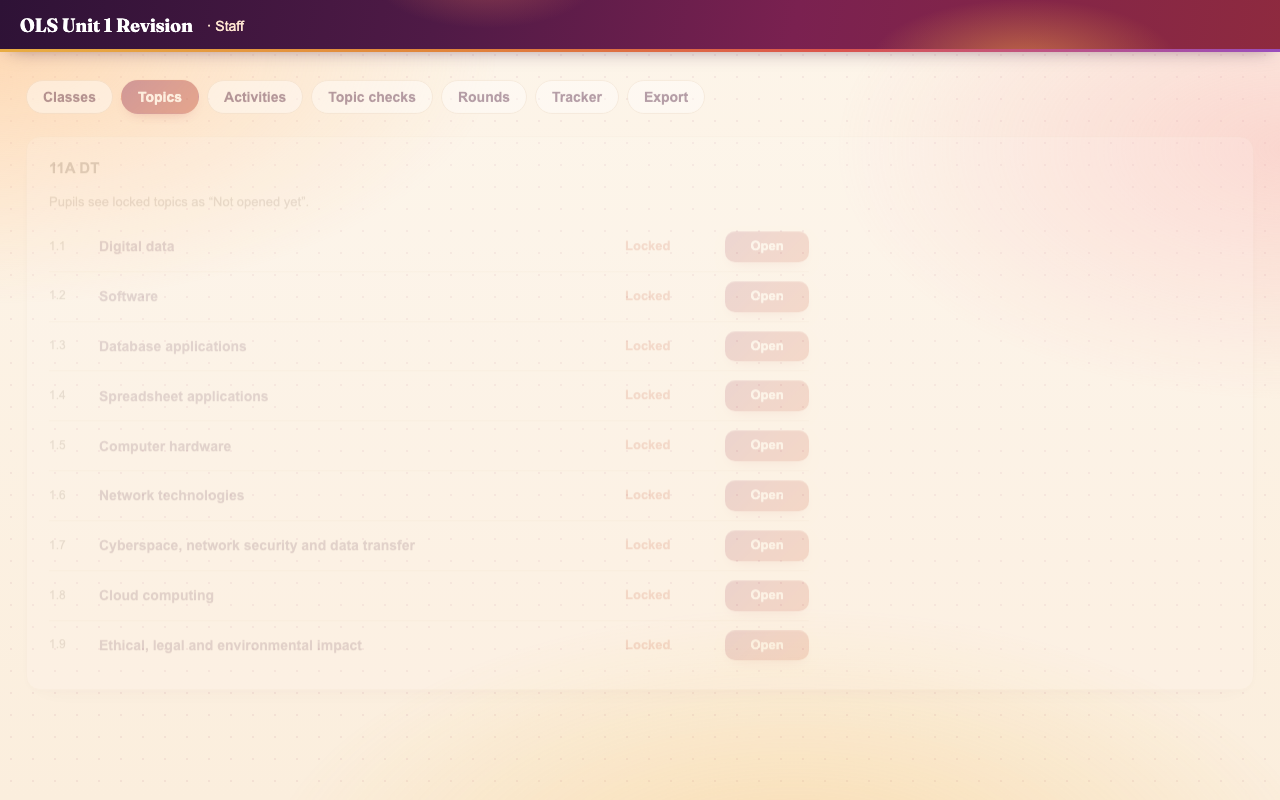 OLS Unit 1 Revision · Staff
Classes Topics Activities Topic checks Rounds Tracker Export
11A DT
Pupils see locked topics as “Not opened yet”.
1.1 Digital data Locked Open
1.2 Software Locked Open
1.3 Database applications Locked Open
1.4 Spreadsheet applications Locked Open
1.5 Computer hardware Locked Open
1.6 Network technologies Locked Open
1.7 Cyberspace, network security and data transfer Locked Open
1.8 Cloud computing Locked Open
1.9 Ethical, legal and environmental impact Locked Open